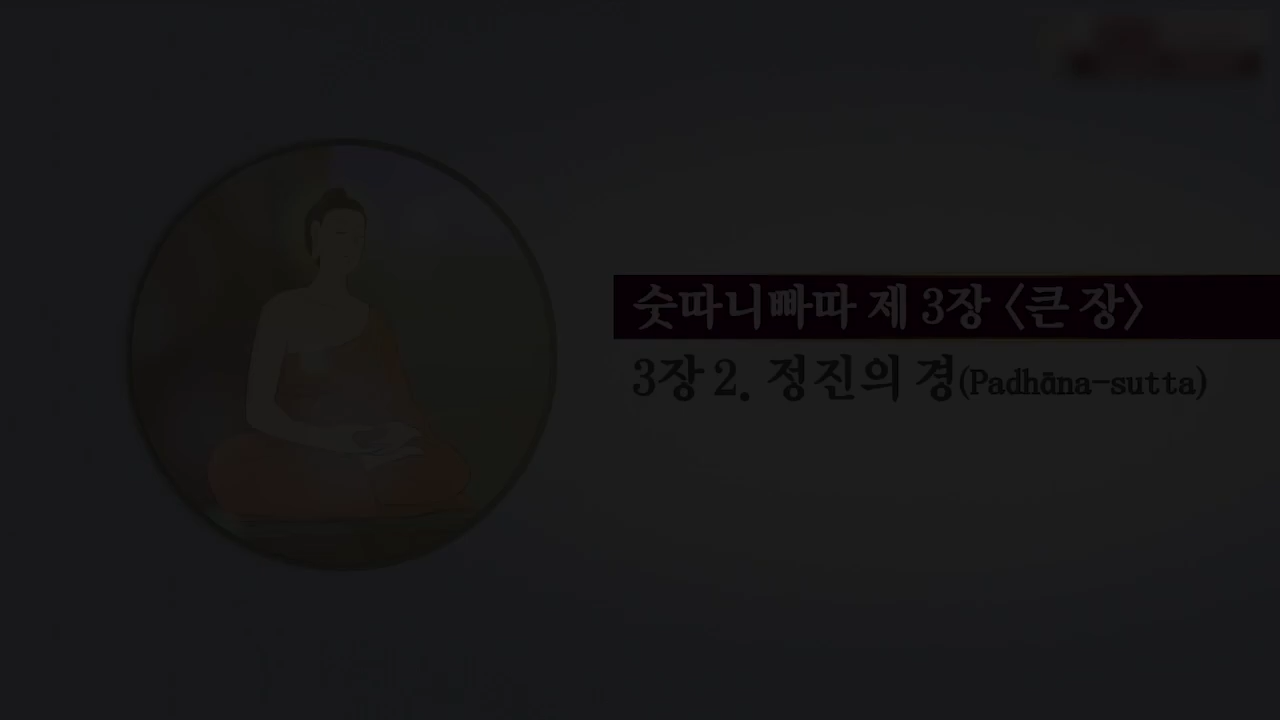 숫따니빠따 제 3장 〈큰 장〉
3장 2. 정진의 경(Padhāna-sutta)